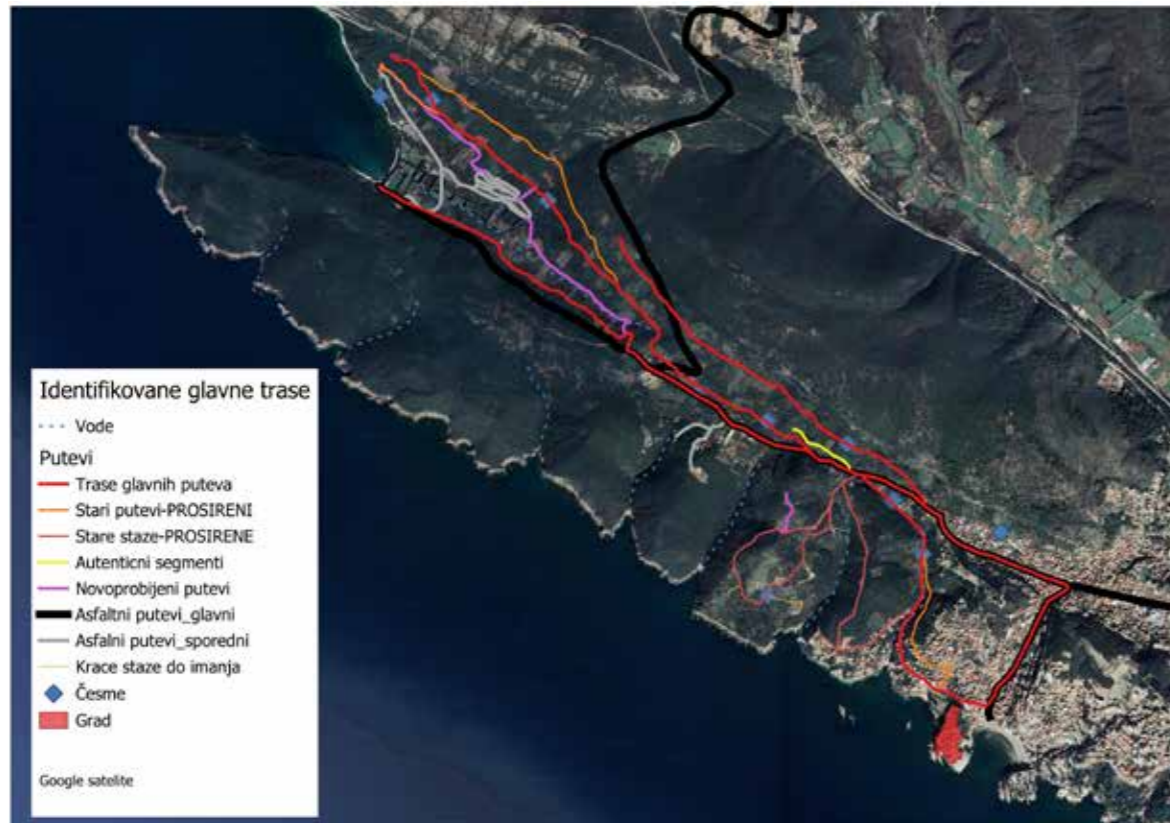 Identifikovane glavne trase
Vode
Putevi
Trase glavnih puteva
Stari putevi-PROSIRENI
Stare staze-PROSIRENE
Autenticni segmenti
Novoprobijeni putevi
Asfaltni putevi_glavni
Asfalni putevi_sporedni
Krace staze do imanja
Česme
Grad
Google satelite